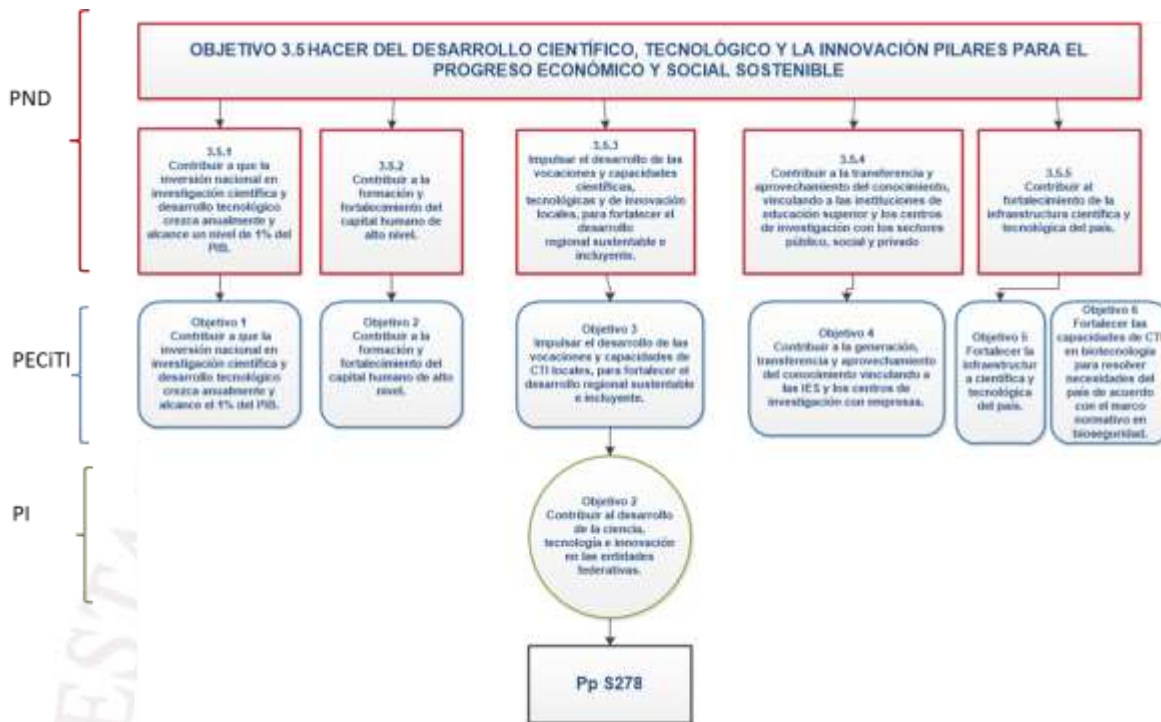 OBJETIVO 3.5 HACER DEL DESARROLLO CIENTÍFICO, TECNOLÓGICO Y LA INNOVACIÓN PILARES PARA EL
PROGRESO ECONÓMICO Y SOCIAL SOSTENIBLE
PND
3.5.1
Contribuir a que la
inversión nacional en
investigación científica y
desarrollo tecnológico
crezca anualmente y
alcance un nivel de 1% del
PIB.
3.5.2
Contribuir a la
formación y
fortalecimiento del
capital humano de
alto nivel.
3.5.3
Impulsar el desarrollo de las
vocaciones y capacidades
científicas,
tecnológicas y de innovación
locales, para fortalecer el
desarrollo
regional sustentable e
incluyente.
3.5.4
Contribuir a la transferencia y
aprovechamiento del conocimiento,
vinculando a las instituciones de
educación superior y los centros
de investigación con los sectores
público, social y privado
3.5.5
Contribuir al
fortalecimiento de la
infraestructura científica y
tecnológica del país.
PECiTI
Objetivo 1
Contribuir a que la
inversión nacional en
investigación científica y
desarrollo tecnológico
crezca anualmente y
alcance el 1% del PIB.
Objetivo 2
Contribuir a la
formación y
fortalecimiento del
capital humano de alto
nivel.
Objetivo 3
Impulsar el desarrollo de las
vocaciones y capacidades de
CTI locales, para fortalecer el
desarrollo regional sustentable
e incluyente.
Objetivo 4
Contribuir a la generación,
transferencia y aprovechamiento
del conocimiento vinculando a
las IES y los centros de
investigación con empresas.
Objetivo 5
Fortalecer la
infraestructur
a científica y
tecnológica
del país.
Objetivo 6
Fortalecer las
capacidades de CTI
en biotecnología
para resolver
necesidades del
país de acuerdo
con el marco
normativo en
bioseguridad.
PI
Objetivo 2
Contribuir al desarrollo
de la ciencia,
tecnología e innovación
en las entidades
federativas.
Pp S278